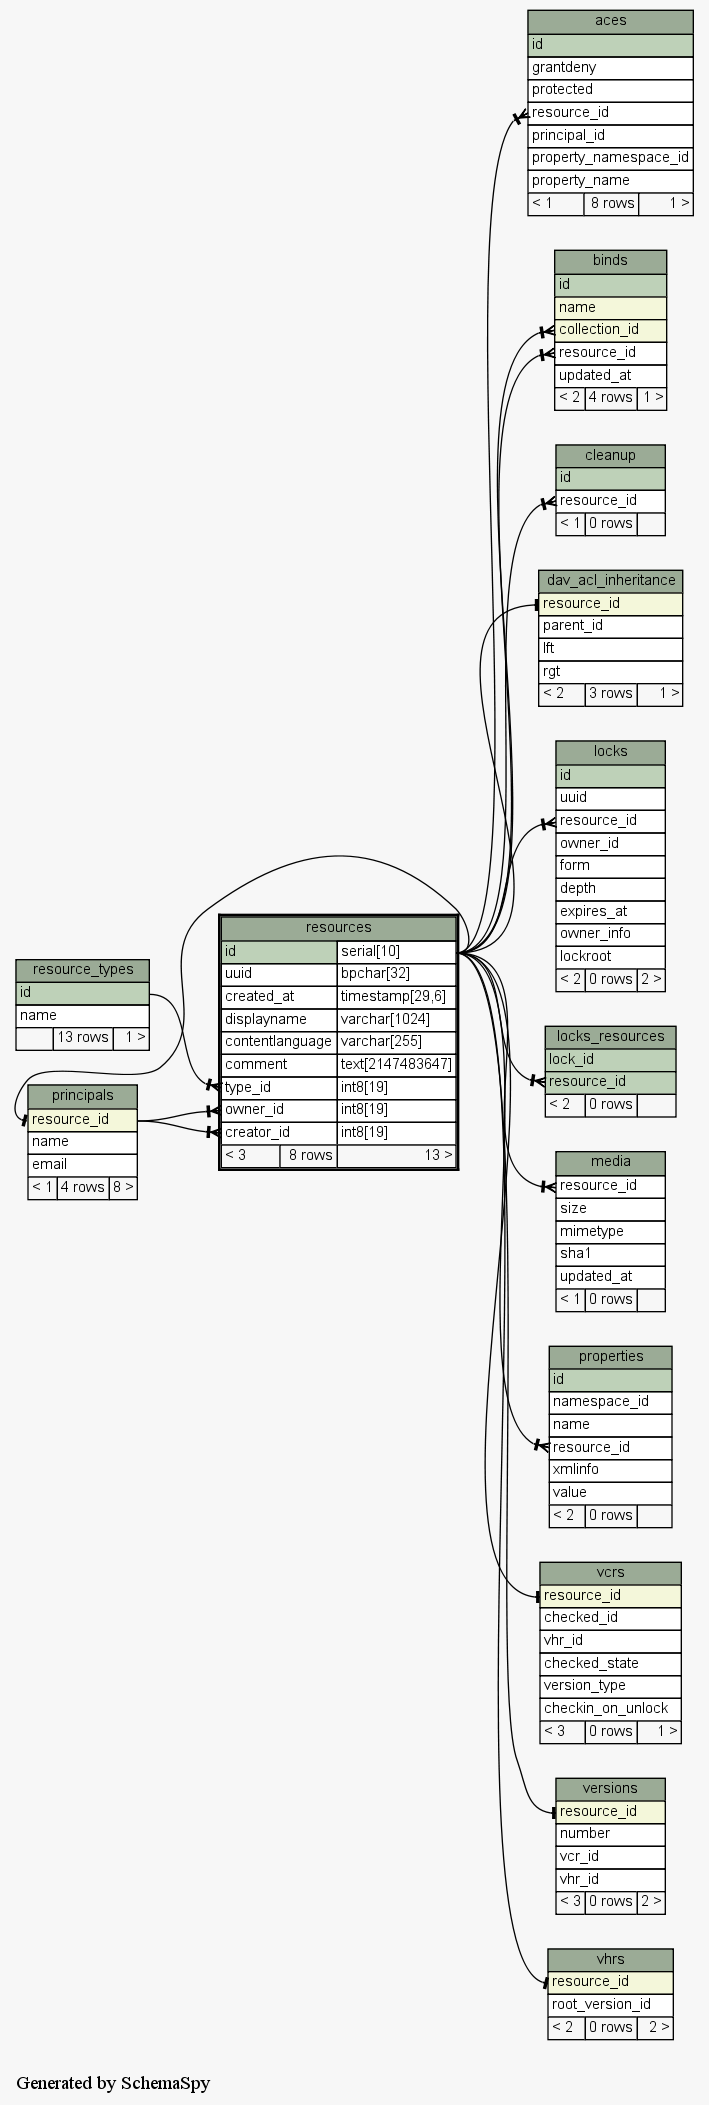 aces
id
grantdeny
protected
resource_id
principal_id
property_namespace_id
property_name
< 1 8 rows 1 >
binds
id
name
collection_id
resource_id
updated_at
< 2 4 rows 1 >
cleanup
id
resource_id
< 1 0 rows
dav_acl_inheritance
resource_id
parent_id
lft
rgt
< 2 3 rows 1 >
locks
id
uuid
resource_id
owner_id
form
depth
expires_at
owner_info
lockroot
< 2 0 rows 2 >
resources
id serial[10]
uuid bpchar[32]
created_at timestamp[29,6]
displayname varchar[1024]
contentlanguage varchar[255]
comment text[2147483647]
type_id int8[19]
owner_id int8[19]
creator_id int8[19]
< 3 8 rows 13 >
resource_types
id
name
13 rows 1 >
principals
resource_id
name
email
< 1 4 rows 8 >
locks_resources
lock_id
resource_id
< 2 0 rows
media
resource_id
size
mimetype
sha1
updated_at
< 1 0 rows
properties
id
namespace_id
name
resource_id
xmlinfo
value
< 2 0 rows
vcrs
resource_id
checked_id
vhr_id
checked_state
version_type
checkin_on_unlock
< 3 0 rows 1 >
versions
resource_id
number
vcr_id
vhr_id
< 3 0 rows 2 >
vhrs
resource_id
root_version_id
< 2 0 rows 2 >
Generated by SchemaSpy